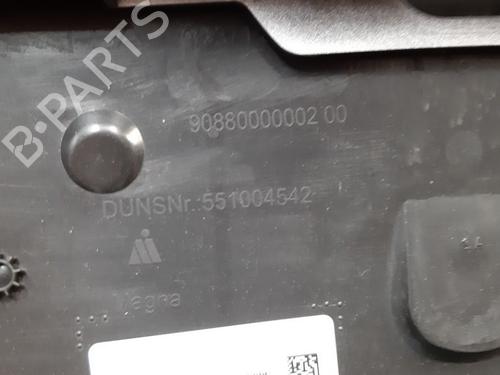 B-PARTS
90880000002 00
DUNSNr. 551004542
Magna